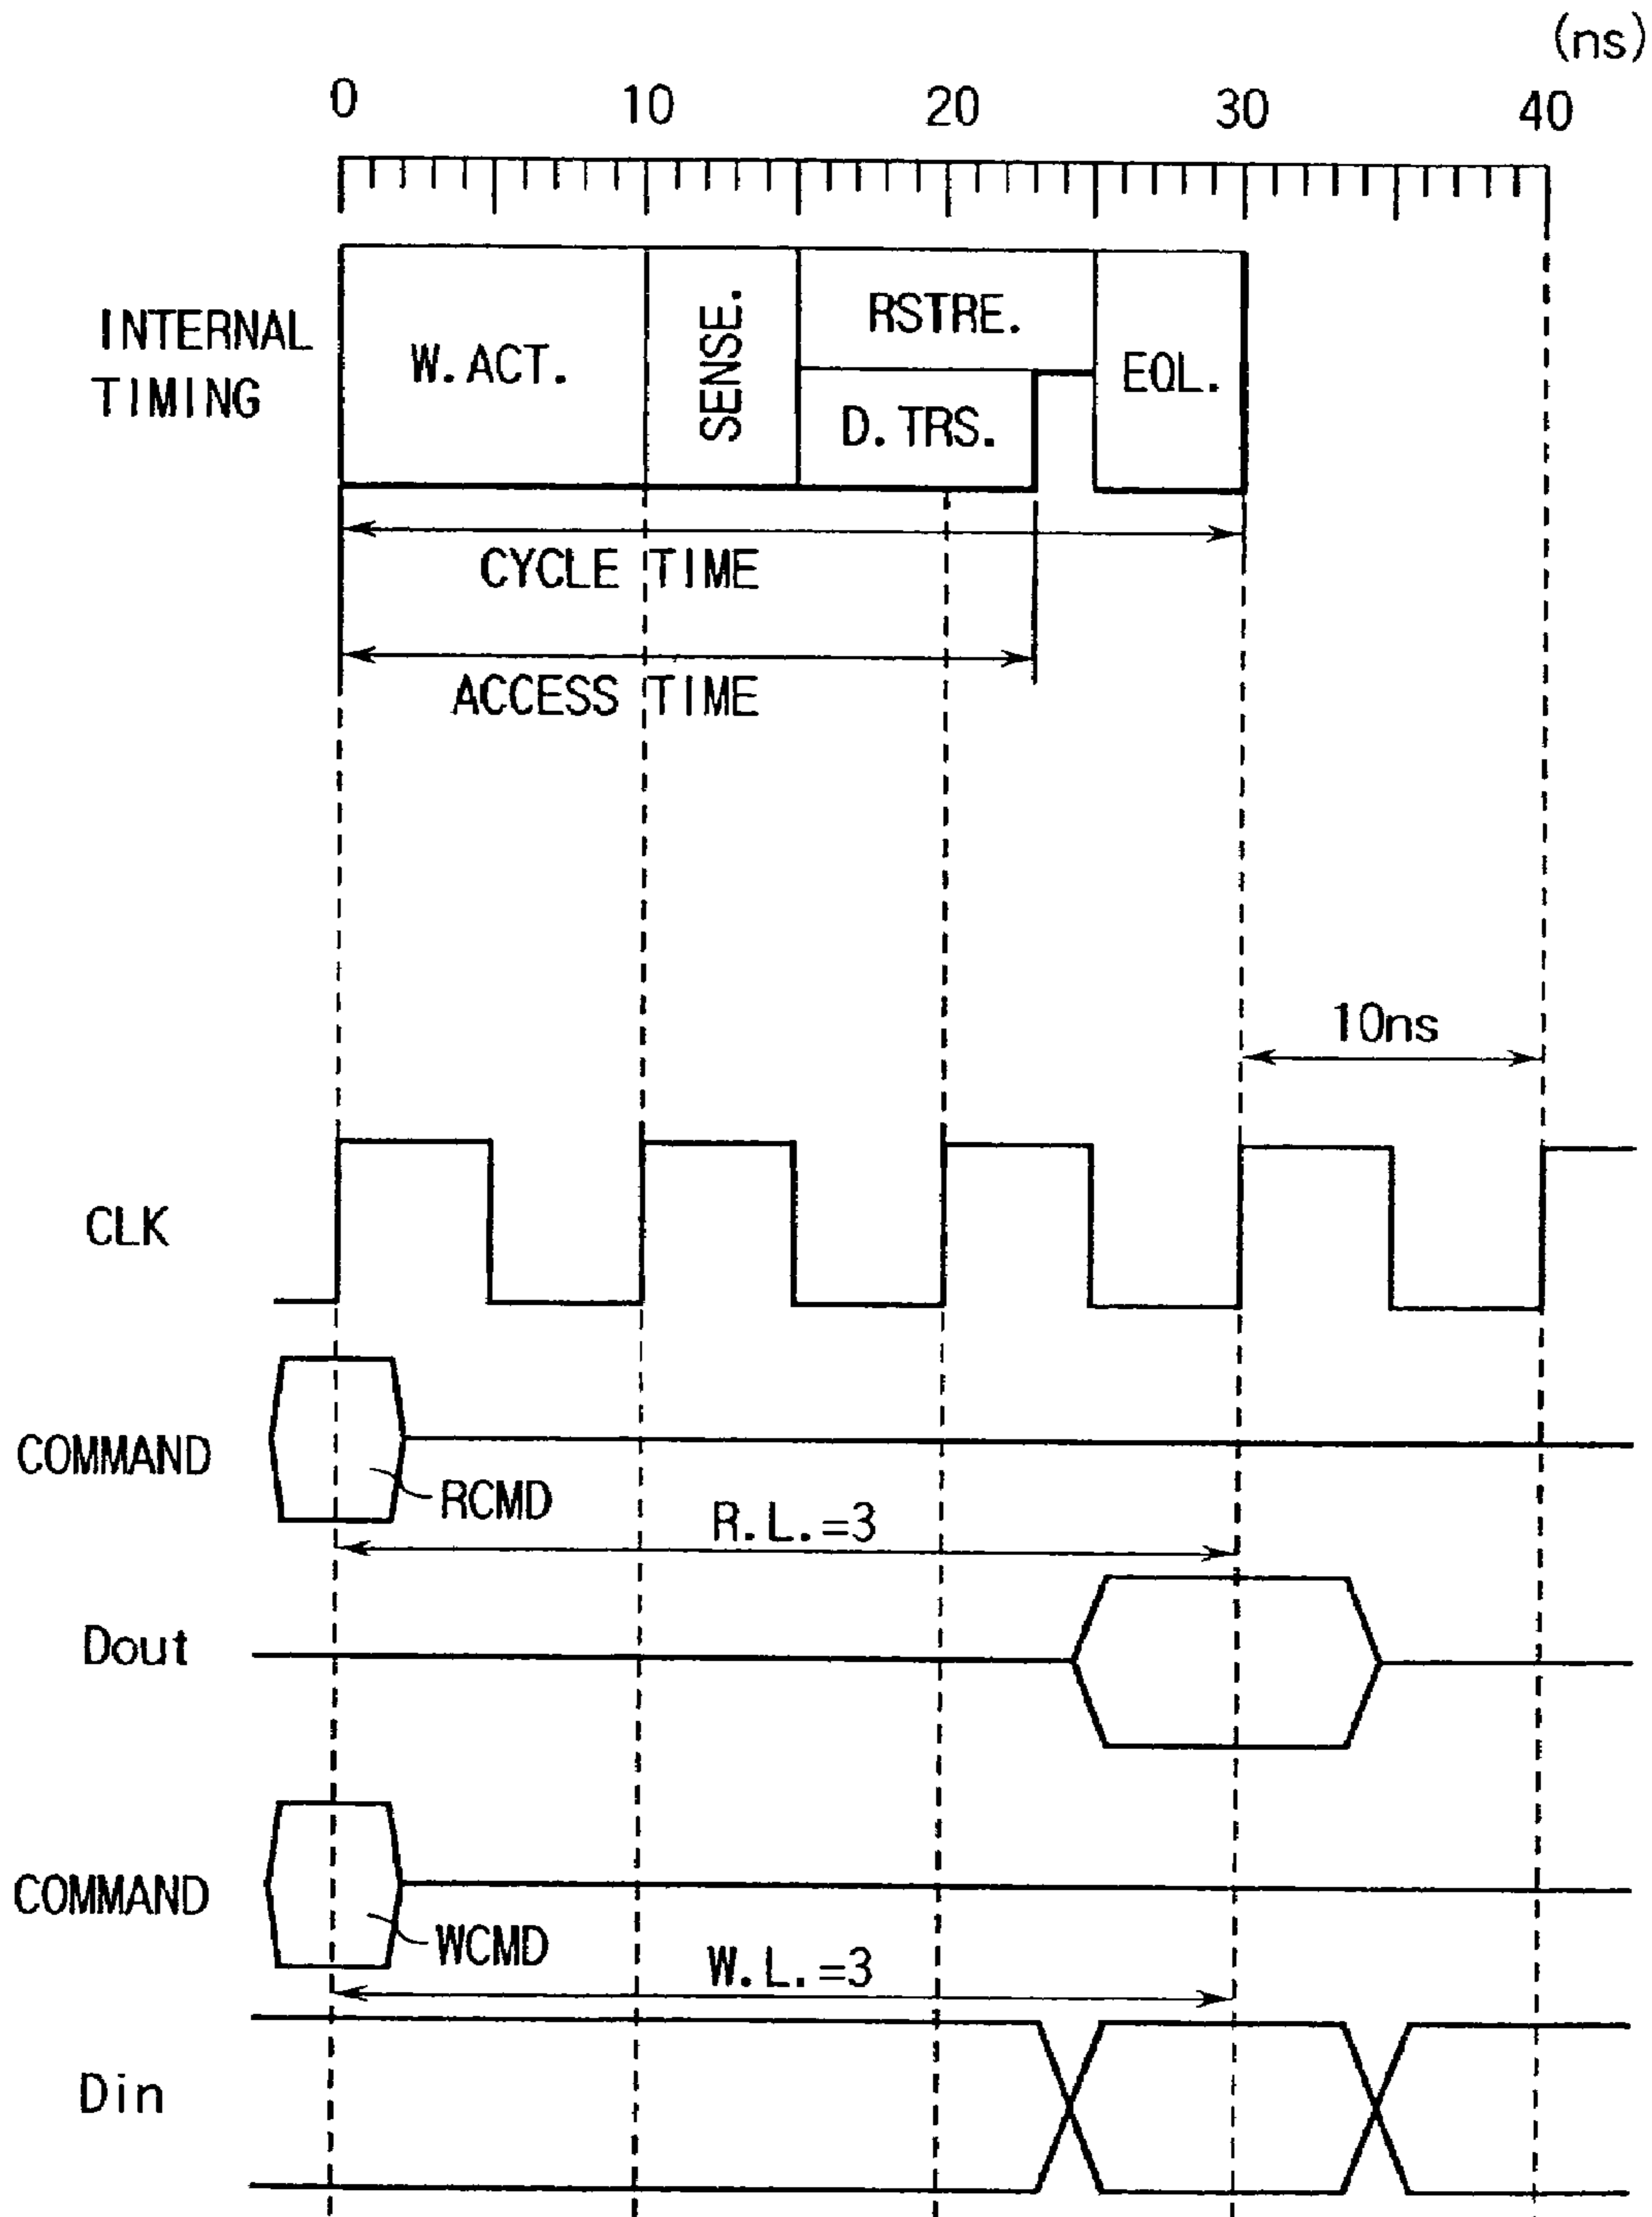 (ns)
0 10 20 30 40
INTERNAL
TIMING
W.ACT.
SENSE.
RSTRE.
D.TRS.
EQL.
CYCLE TIME
ACCESS TIME
10ns
CLK
COMMAND
RCMD
R.L.=3
Dout
COMMAND
WCMD
W.L.=3
Din